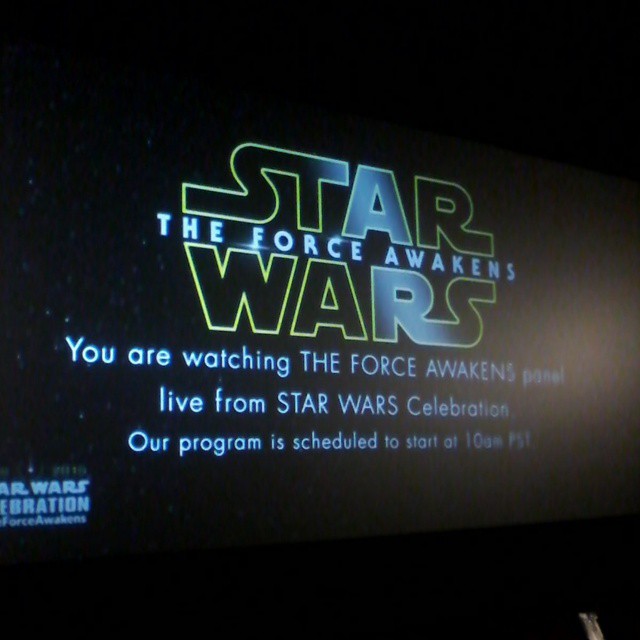 STAR
THE FORCE AWAKENS
WARS
You are watching THE FORCE AWAKENS panel
live from STAR WARS Celebration
Our program is scheduled to start at 10am PST
2015
AR WARS
EBRATION
ForceAwakens